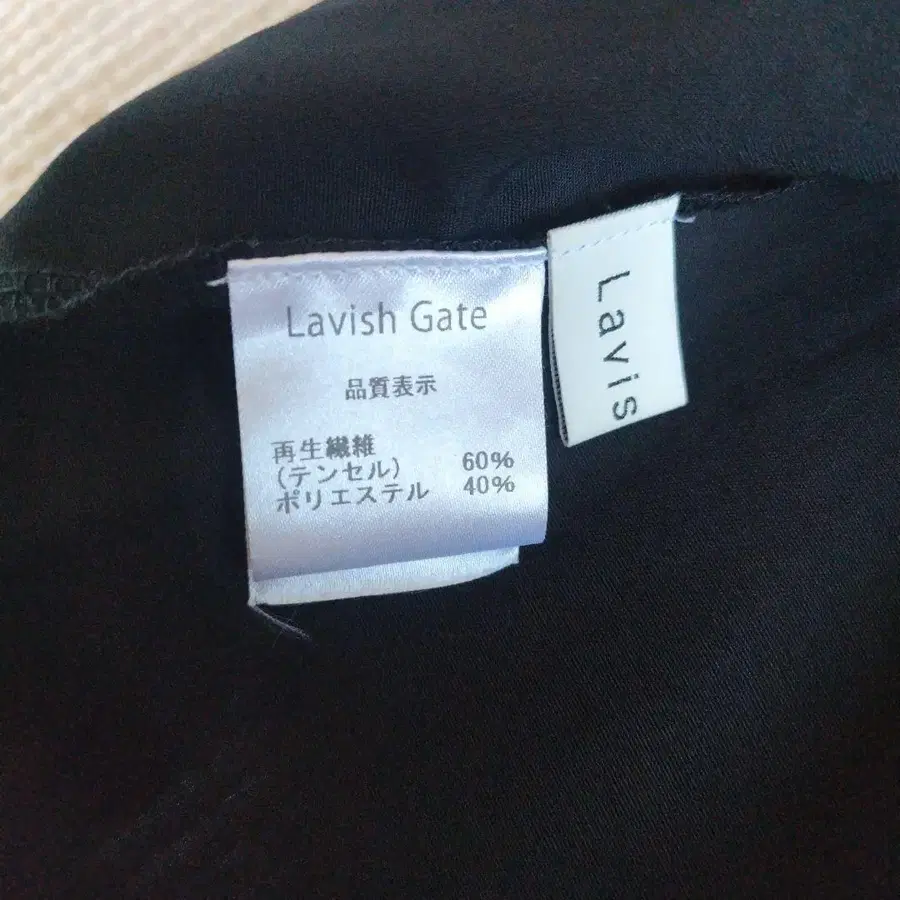 Lavish Gate
品質表示
再生繊維
(テンセル) 60%
ポリエステル 40%
Lavis